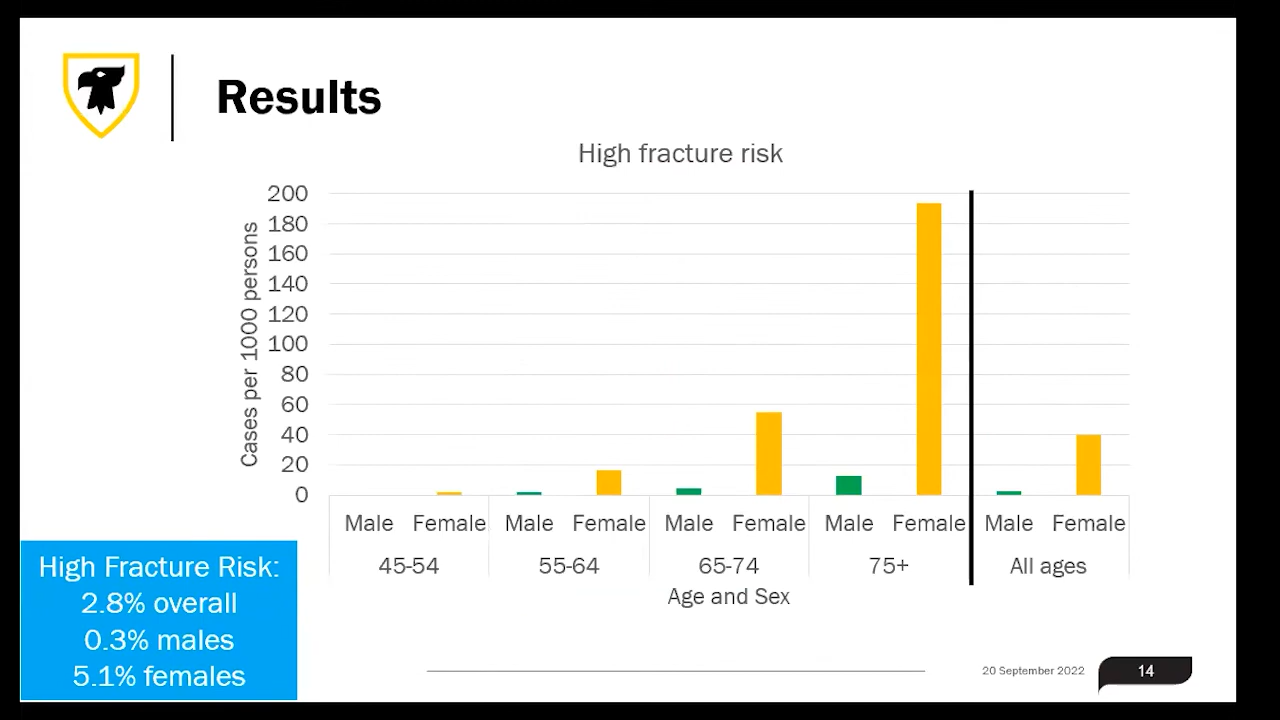 Results
High fracture risk
Cases per 1000 persons
200
180
160
140
120
100
80
60
40
20
0
Male Female Male Female Male Female Male Female Male Female
45-54 55-64 65-74 75+ All ages
Age and Sex
High Fracture Risk:
2.8% overall
0.3% males
5.1% females
20 September 2022
14